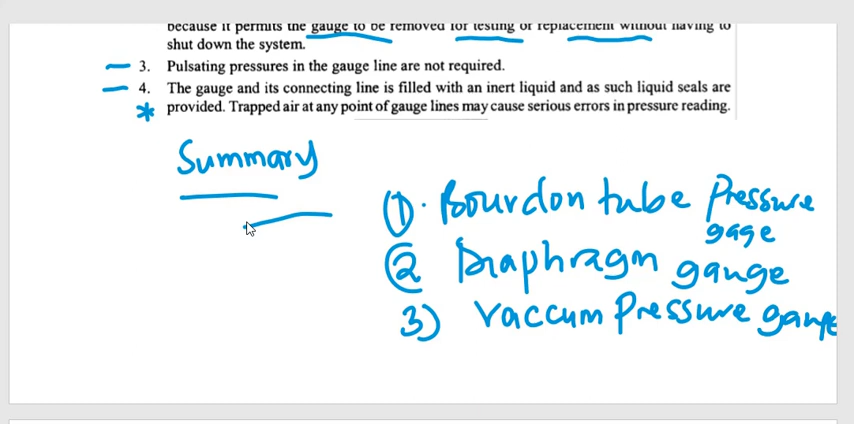 because it permits the gauge to be removed for testing or replacement without having to
shut down the system.
3. Pulsating pressures in the gauge line are not required.
4. The gauge and its connecting line is filled with an inert liquid and as such liquid seals are
provided. Trapped air at any point of gauge lines may cause serious errors in pressure reading.
Summary
(1). Bourdon tube Pressure
gage
(2) Diaphragm gauge
3) Vaccum Pressure gauge